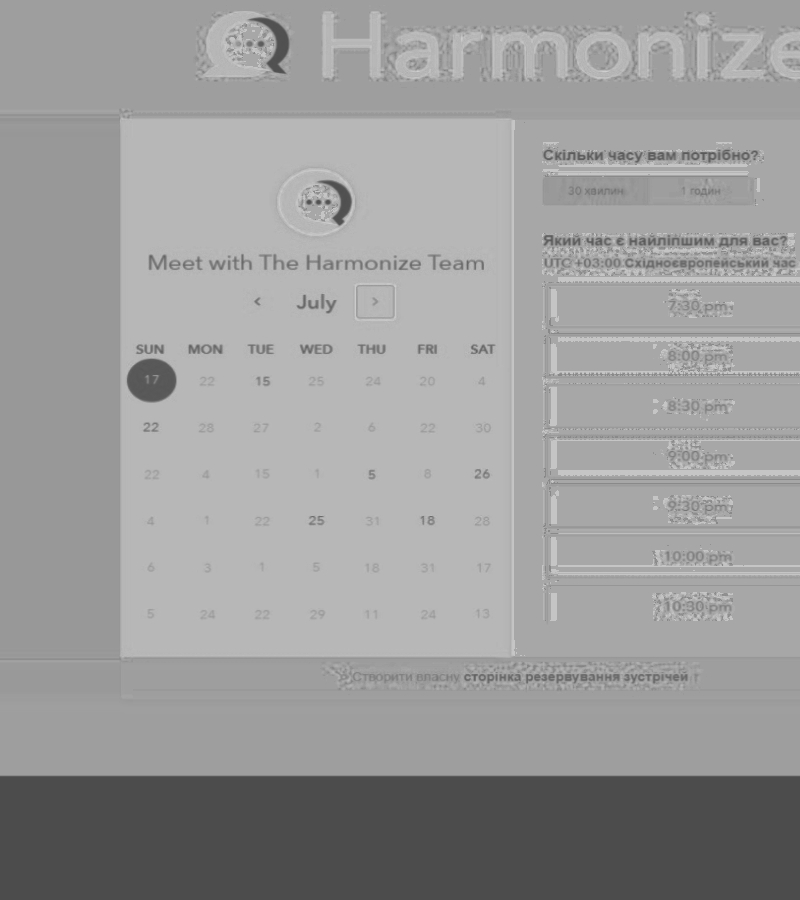 Harmonize
Meet with The Harmonize Team
‹ July ›
SUN MON TUE WED THU FRI SAT
17 22 15 25 24 20 4
22 28 27 2 6 22 30
22 4 15 1 5 8 26
4 1 22 25 31 18 28
6 3 1 5 18 31 17
5 24 22 29 11 24 13
Скільки часу вам потрібно?
30 хвилин 1 годин
Який час є найліпшим для вас?
UTC +03:00 Східноєвропейський час
7:30 pm
8:00 pm
8:30 pm
9:00 pm
9:30 pm
10:00 pm
10:30 pm
Створити власну сторінка резервування зустрічей